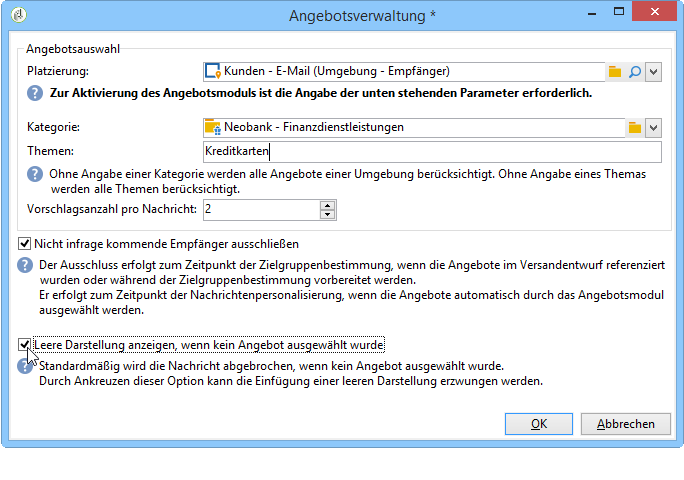 Angebotsverwaltung *
Angebotsauswahl
Platzierung:
Kunden - E-Mail (Umgebung - Empfänger)
Zur Aktivierung des Angebotsmoduls ist die Angabe der unten stehenden Parameter erforderlich.
Kategorie:
Neobank - Finanzdienstleistungen
Themen:
Kreditkarten
Ohne Angabe einer Kategorie werden alle Angebote einer Umgebung berücksichtigt. Ohne Angabe eines Themas
werden alle Themen berücksichtigt.
Vorschlagsanzahl pro Nachricht:
2
Nicht infrage kommende Empfänger ausschließen
Der Ausschluss erfolgt zum Zeitpunkt der Zielgruppenbestimmung, wenn die Angebote im Versandentwurf referenziert
wurden oder während der Zielgruppenbestimmung vorbereitet werden.
Er erfolgt zum Zeitpunkt der Nachrichtenpersonalisierung, wenn die Angebote automatisch durch das Angebotsmodul
ausgewählt werden.
Leere Darstellung anzeigen, wenn kein Angebot ausgewählt wurde
Standardmäßig wird die Nachricht abgebrochen, wenn kein Angebot ausgewählt wurde.
Durch Ankreuzen dieser Option kann die Einfügung einer leeren Darstellung erzwungen werden.
OK
Abbrechen